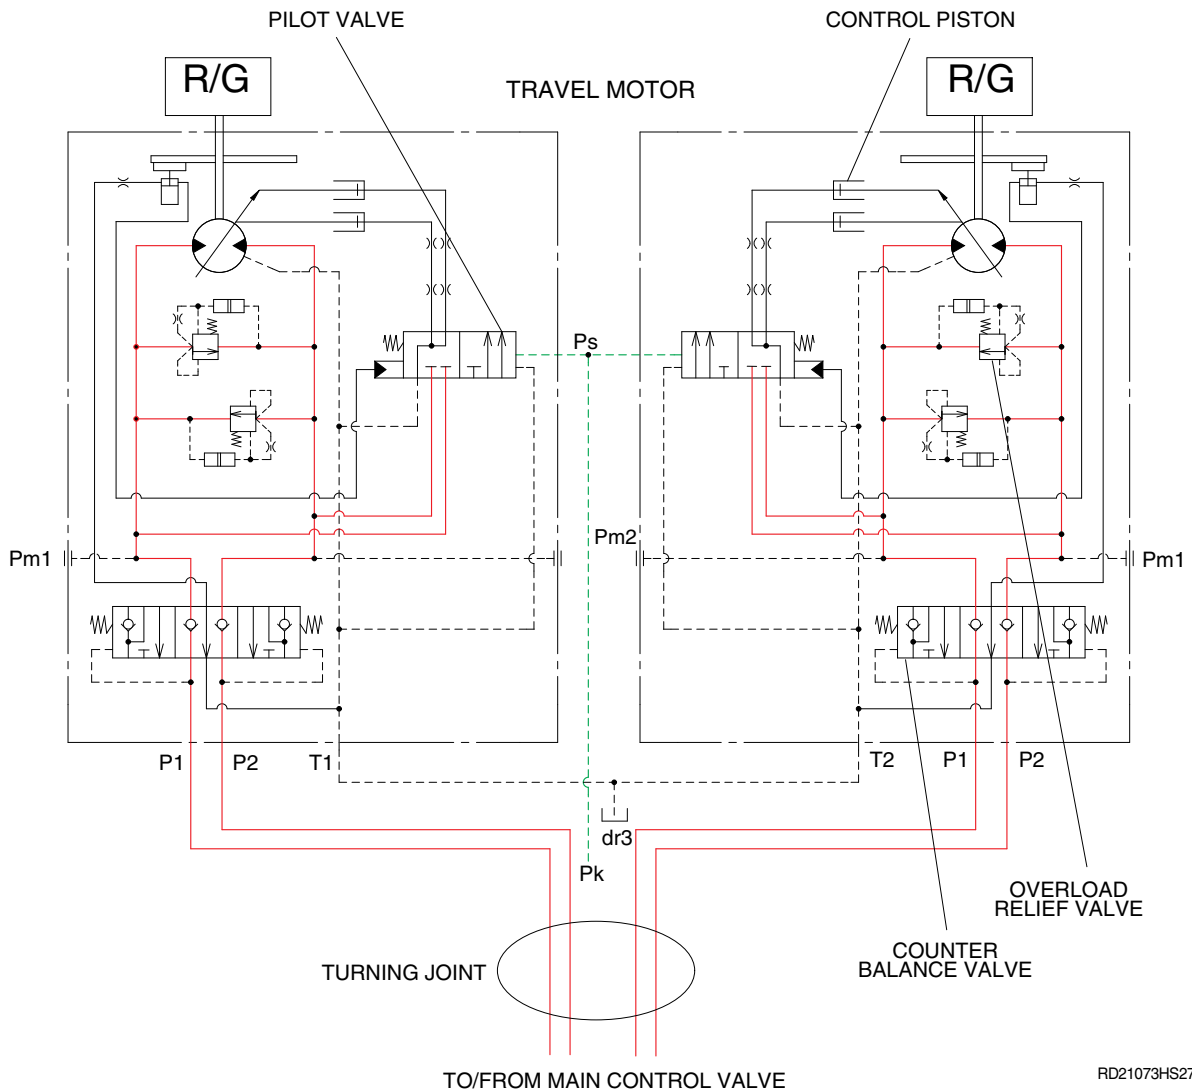 PILOT VALVE
CONTROL PISTON
R/G
TRAVEL MOTOR
R/G
Ps
Pm1
Pm2
Pm1
P1
P2
T1
T2
P1
P2
dr3
Pk
OVERLOAD
RELIEF VALVE
COUNTER
BALANCE VALVE
TURNING JOINT
TO/FROM MAIN CONTROL VALVE
RD21073HS27